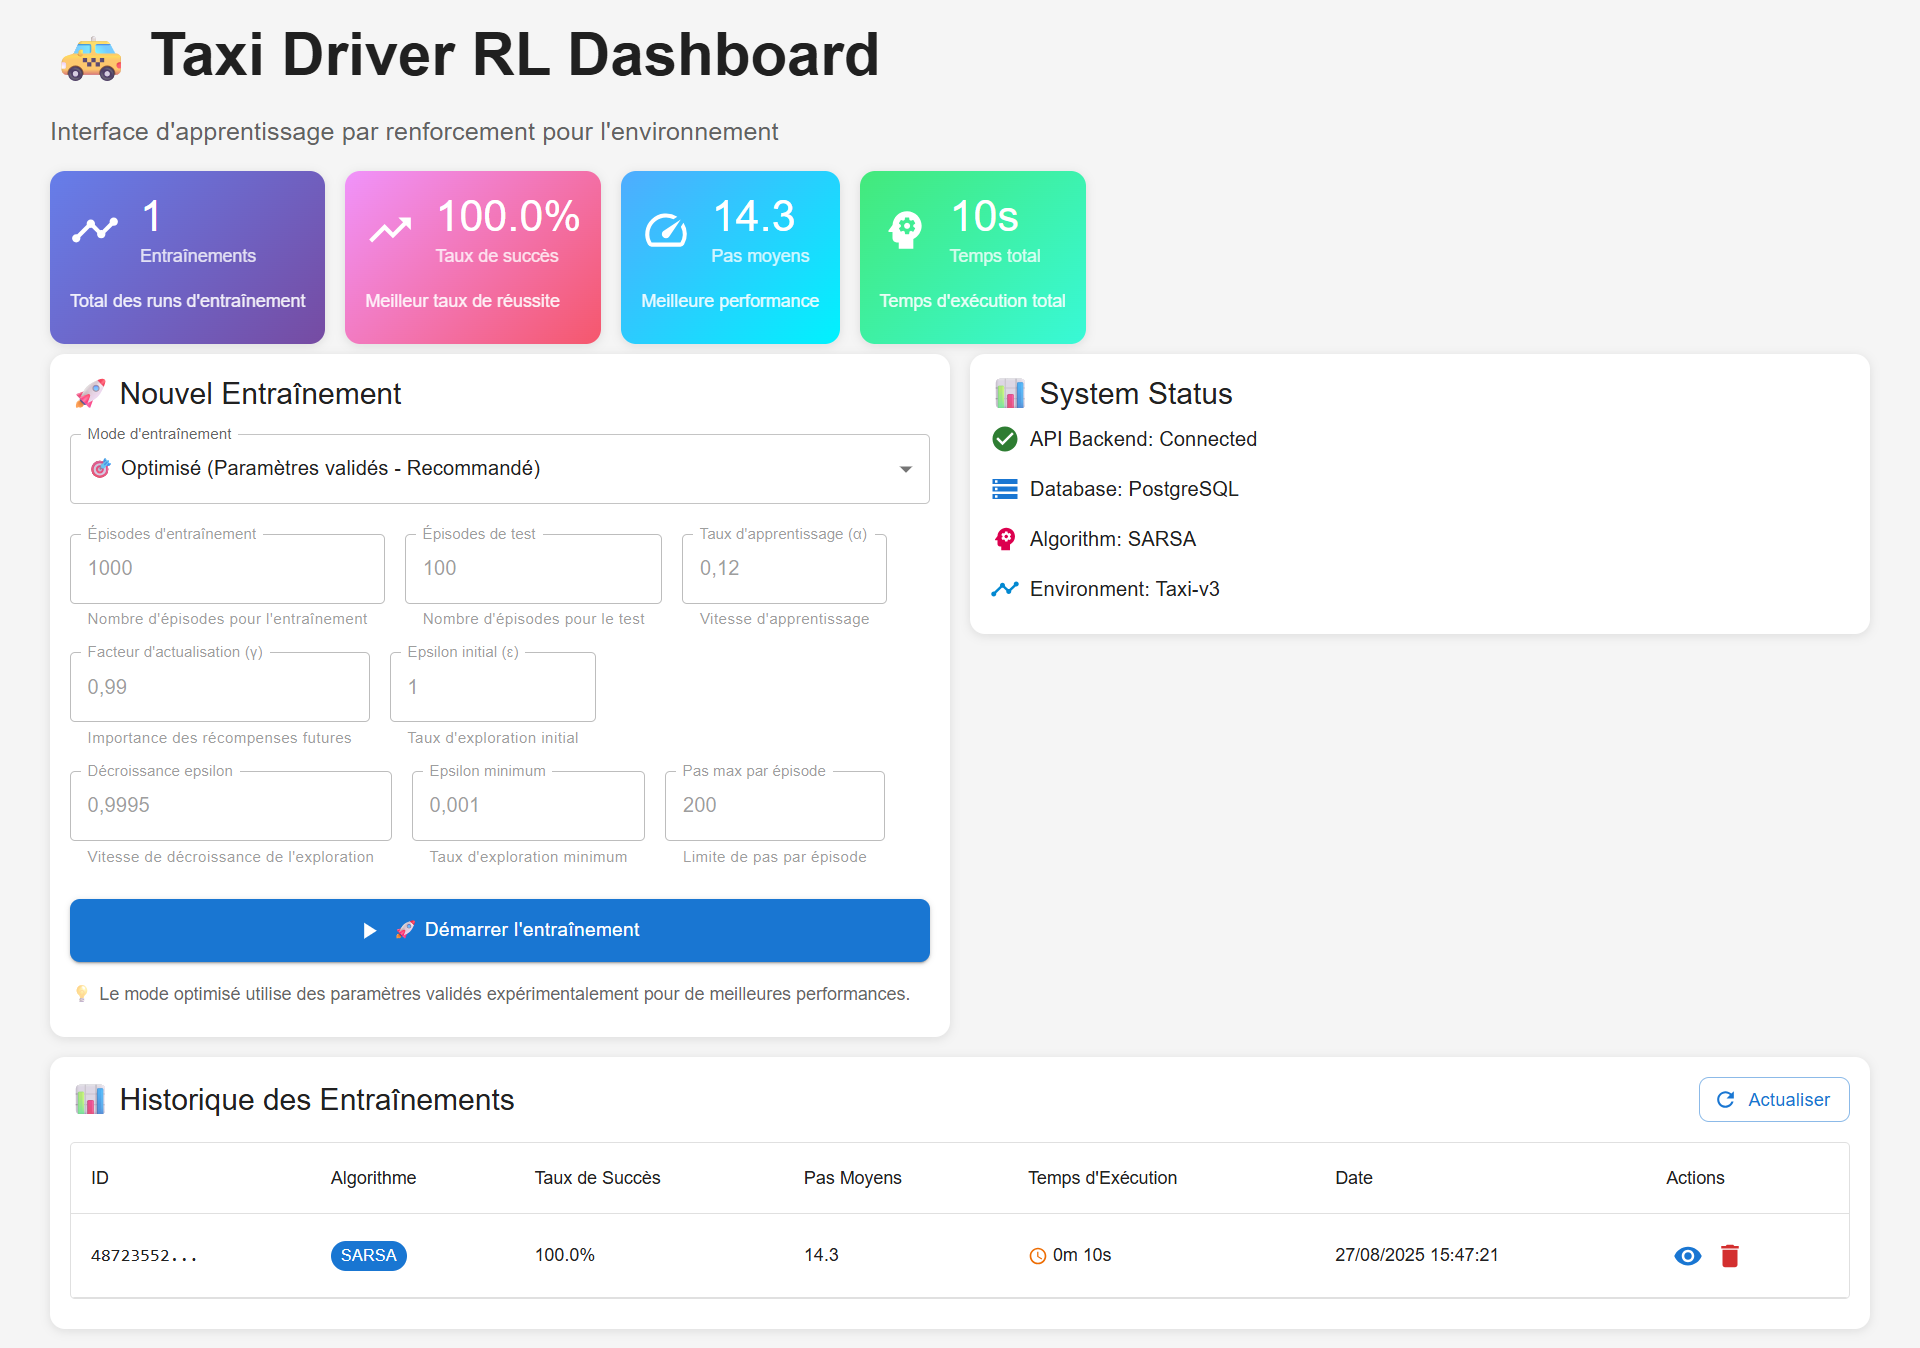 Taxi Driver RL Dashboard
Interface d'apprentissage par renforcement pour l'environnement
1
Entraînements
Total des runs d'entraînement
100.0%
Taux de succès
Meilleur taux de réussite
14.3
Pas moyens
Meilleure performance
10s
Temps total
Temps d'exécution total
Nouvel Entraînement
Mode d'entraînement
Optimisé (Paramètres validés - Recommandé)
Épisodes d'entraînement
1000
Nombre d'épisodes pour l'entraînement
Épisodes de test
100
Nombre d'épisodes pour le test
Taux d'apprentissage (α)
0,12
Vitesse d'apprentissage
Facteur d'actualisation (γ)
0,99
Importance des récompenses futures
Epsilon initial (ε)
1
Taux d'exploration initial
Décroissance epsilon
0,9995
Vitesse de décroissance de l'exploration
Epsilon minimum
0,001
Taux d'exploration minimum
Pas max par épisode
200
Limite de pas par épisode
Démarrer l'entraînement
Le mode optimisé utilise des paramètres validés expérimentalement pour de meilleures performances.
System Status
API Backend: Connected
Database: PostgreSQL
Algorithm: SARSA
Environment: Taxi-v3
Historique des Entraînements
Actualiser
ID Algorithme Taux de Succès Pas Moyens Temps d'Exécution Date Actions
48723552... SARSA 100.0% 14.3 0m 10s 27/08/2025 15:47:21